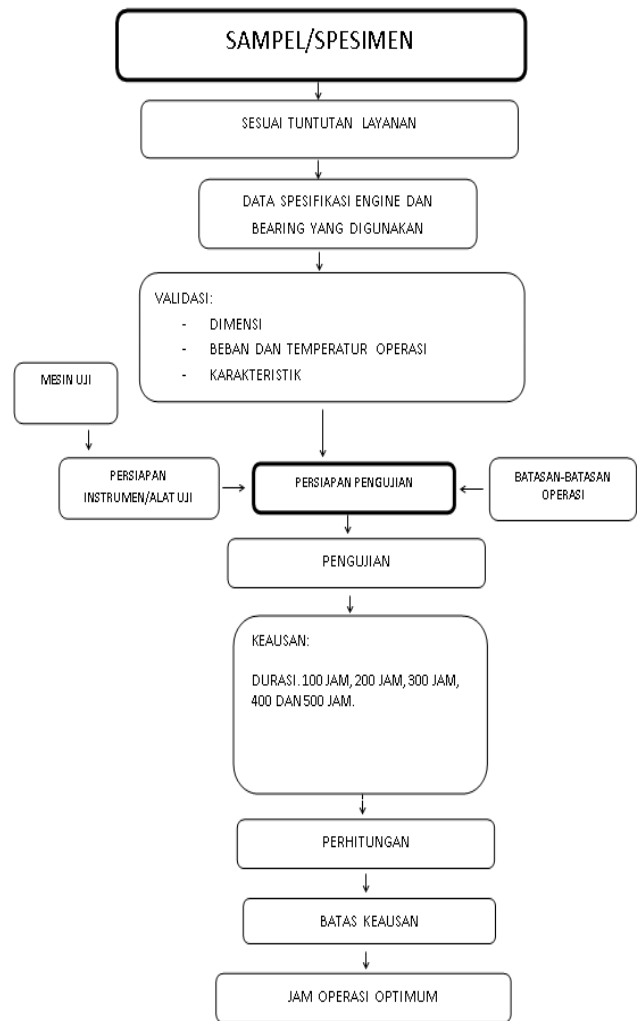 SAMPEL/SPESIMEN
SESUAI TUNTUTAN LAYANAN
DATA SPESIFIKASI ENGINE DAN
BEARING YANG DIGUNAKAN
VALIDASI:
- DIMENSI
- BEBAN DAN TEMPERATUR OPERASI
- KARAKTERISTIK
MESIN UJI
PERSIAPAN
INSTRUMEN/ALAT UJI
PERSIAPAN PENGUJIAN
BATASAN-BATASAN
OPERASI
PENGUJIAN
KEAUSAN:
DURASI. 100 JAM, 200 JAM, 300 JAM,
400 DAN 500 JAM.
PERHITUNGAN
BATAS KEAUSAN
JAM OPERASI OPTIMUM